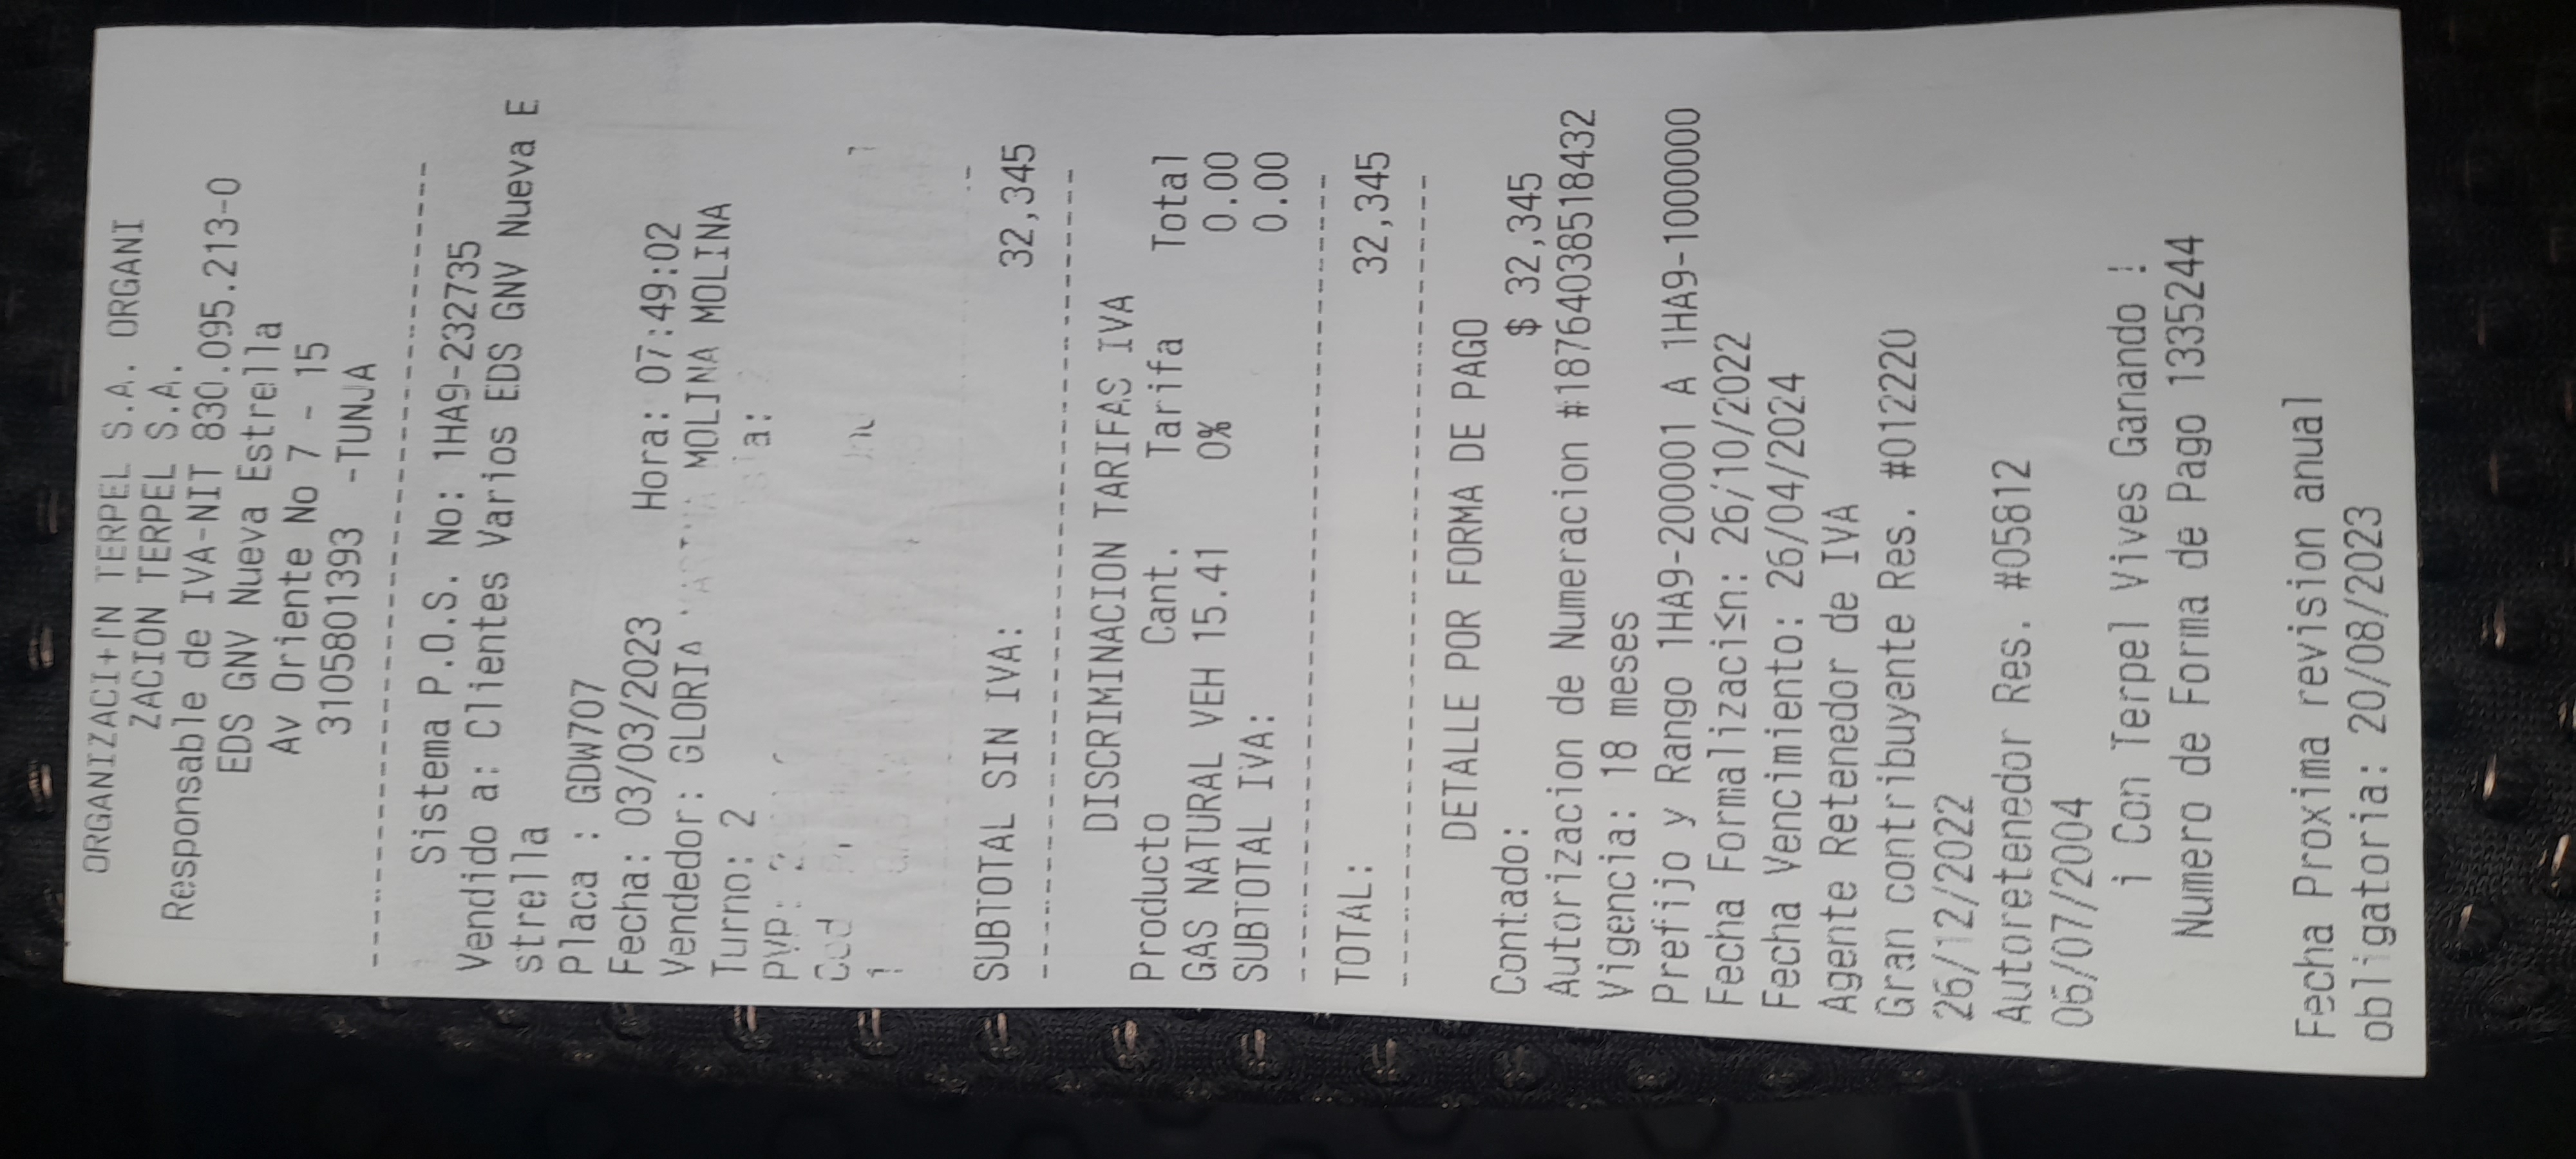 ORGANIZACI+[N TERPEL S.A. ORGANI
ZACION TERPEL S.A.
Responsable de IVA-NIT 830.095.213-0
EDS GNV Nueva Estrella
Av Oriente No 7 - 15
3105801393 -TUNJA
Sistema P.O.S. No: 1HA9-232735
Vendido a: Clientes Varios EDS GNV Nueva E
strella
Placa : GDW707
Fecha: 03/03/2023 Hora: 07:49:02
Vendedor: GLORIA MOLINA MOLINA
Turno: 2
PVP:
SUBTOTAL SIN IVA: 32,345
DISCRIMINACION TARIFAS IVA
Producto Cant. Tarifa Total
GAS NATURAL VEH 15.41 0% 0.00
SUBTOTAL IVA: 0.00
TOTAL: 32,345
DETALLE POR FORMA DE PAGO
Contado: $ 32,345
Autorizacion de Numeracion #18764038518432
Vigencia: 18 meses
Prefijo y Rango 1HA9-200001 A 1HA9-1000000
Fecha Formalizaci≤n: 26/10/2022
Fecha Vencimiento: 26/04/2024
Agente Retenedor de IVA
Gran contribuyente Res. #012220
26/12/2022
Autoretenedor Res. #05812
06/07/2004
¡ Con Terpel Vives Ganando !
Numero de Forma de Pago 1335244
Fecha Proxima revision anual
obligatoria: 20/08/2023